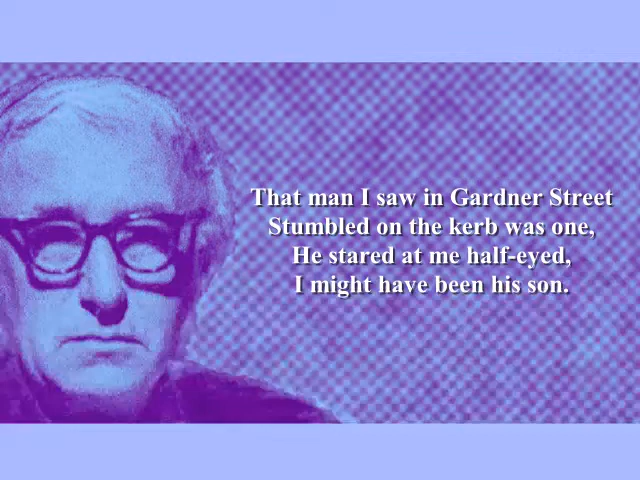 That man I saw in Gardner Street
Stumbled on the kerb was one,
He stared at me half-eyed,
I might have been his son.